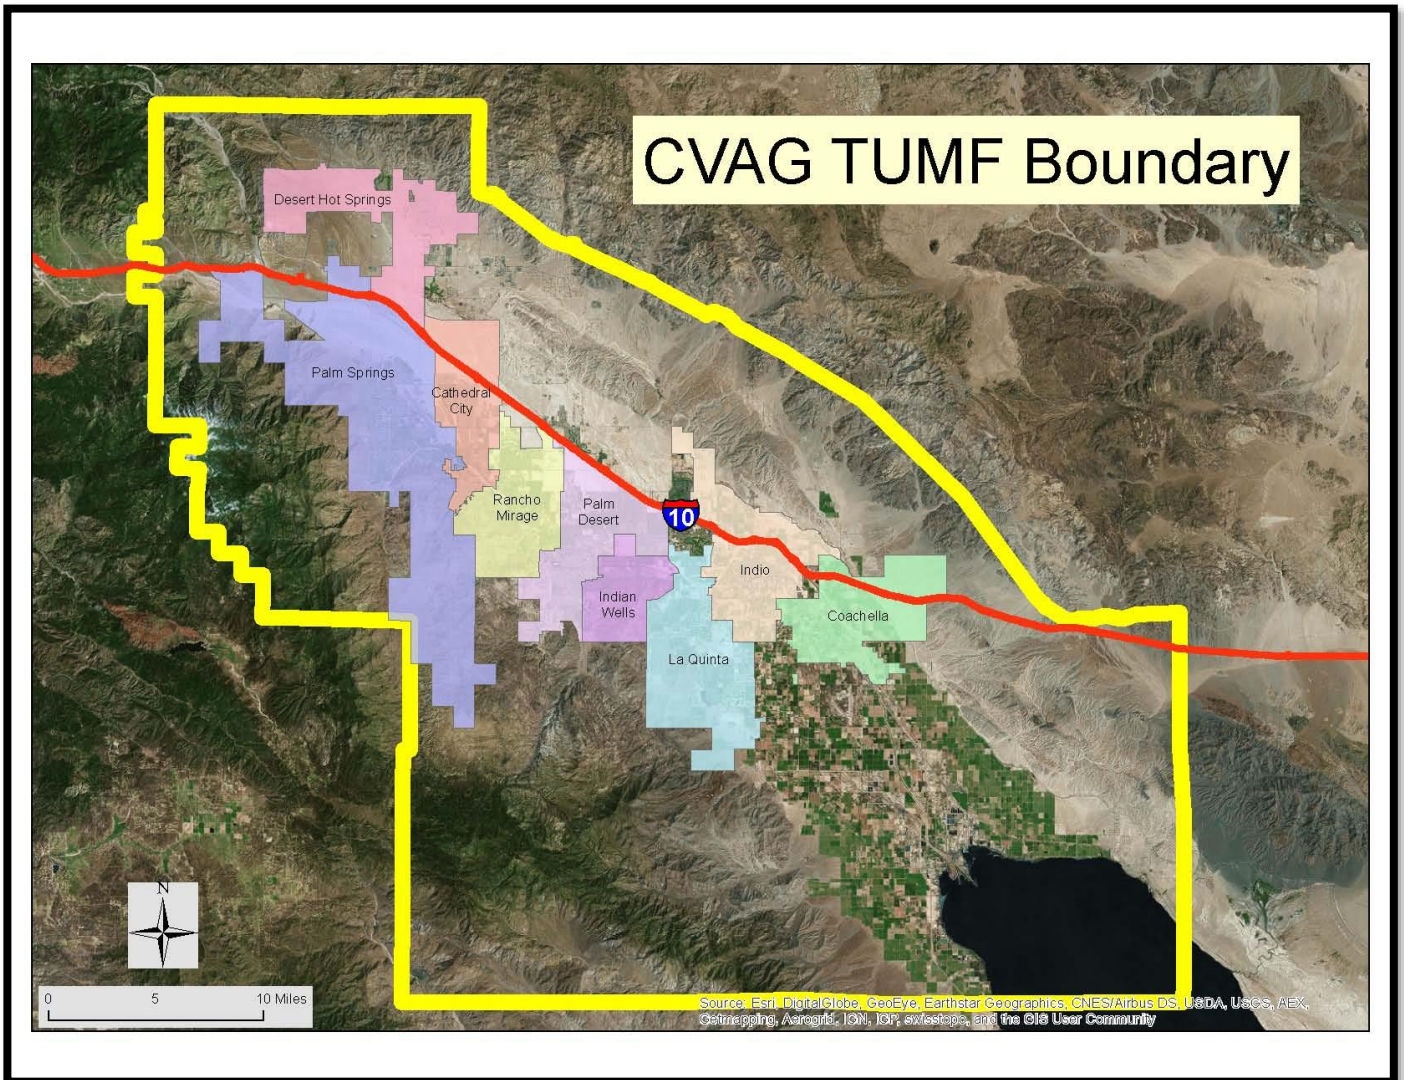 CVAG TUMF Boundary
Desert Hot Springs
Palm Springs
Cathedral
City
Rancho
Mirage
Palm
Desert
10
Indio
Indian
Wells
Coachella
La Quinta
N
0 5 10 Miles
Source: Esri, DigitalGlobe, GeoEye, Earthstar Geographics, CNES/Airbus DS, USDA, USGS, AEX,
Getmapping, Aerogrid, IGN, IGP, swisstopo, and the GIS User Community